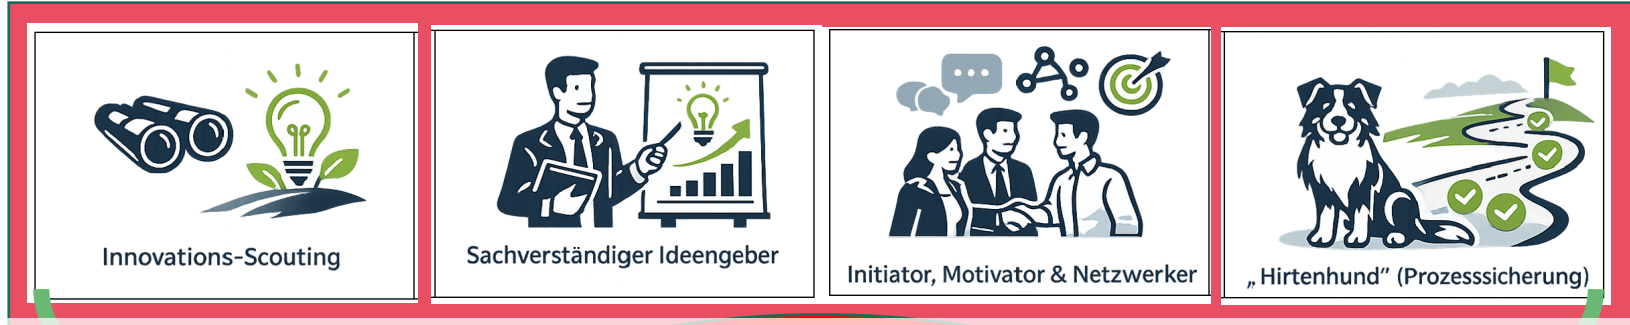 Innovations-Scouting
Sachverständiger Ideengeber
Initiator, Motivator & Netzwerker
„Hirtenhund” (Prozesssicherung)